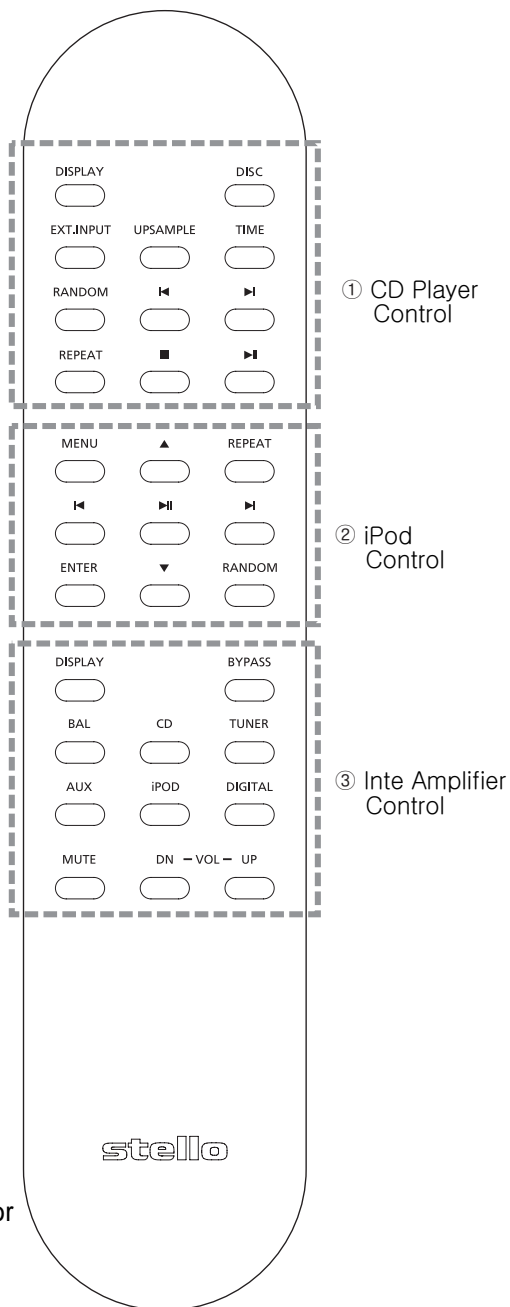 DISPLAY DISC
EXT.INPUT UPSAMPLE TIME
RANDOM
REPEAT
① CD Player
Control
MENU REPEAT
ENTER RANDOM
② iPod
Control
DISPLAY BYPASS
BAL CD TUNER
AUX iPOD DIGITAL
MUTE DN – VOL – UP
③ Inte Amplifier
Control
stello
or